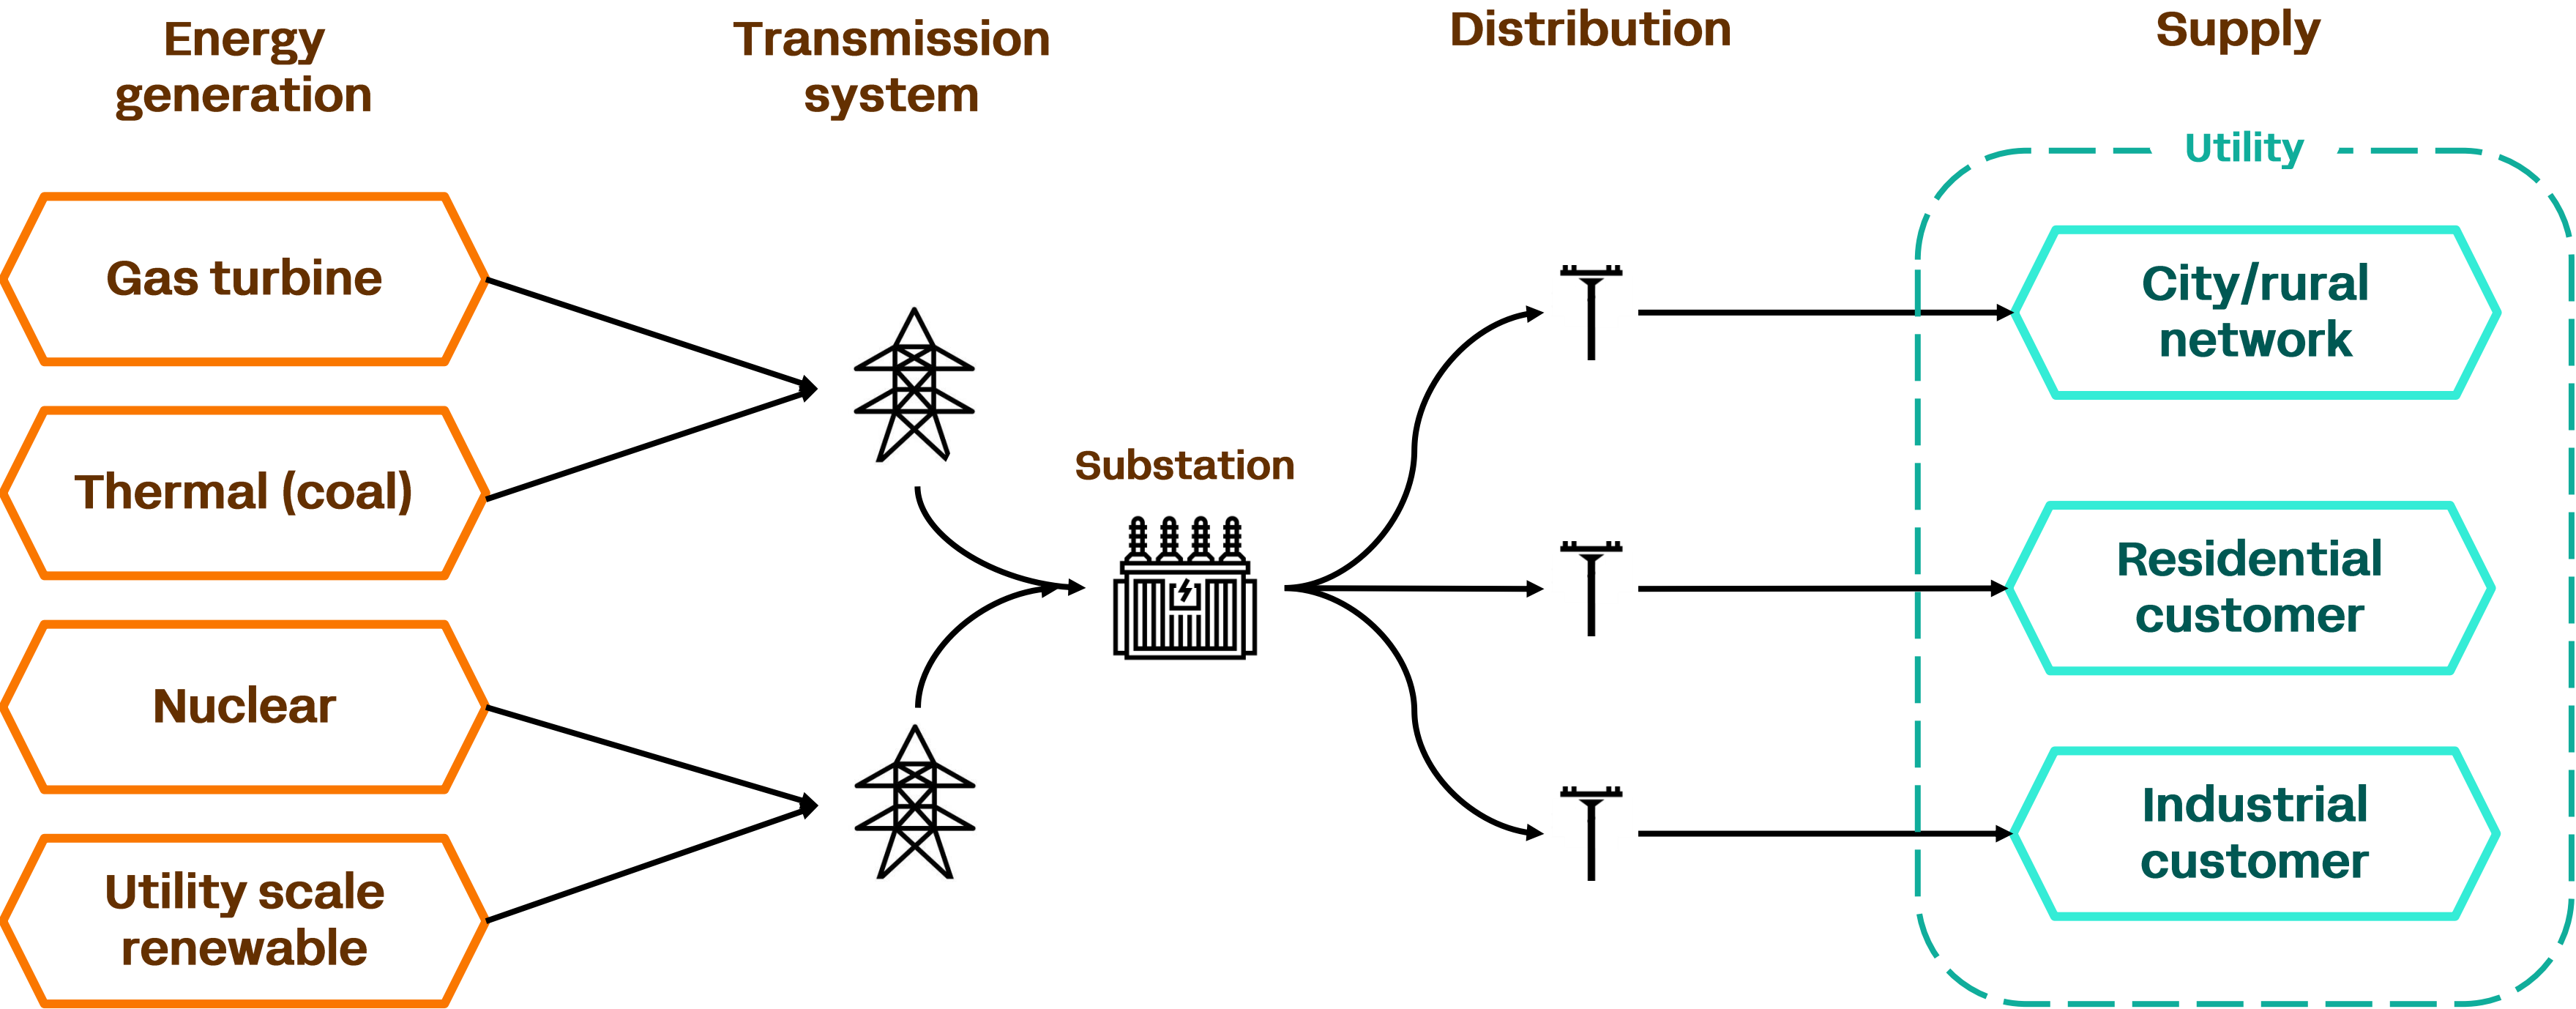 Energy
generation
Transmission
system
Distribution
Supply
Utility
Gas turbine
Thermal (coal)
Nuclear
Utility scale
renewable
Substation
City/rural
network
Residential
customer
Industrial
customer